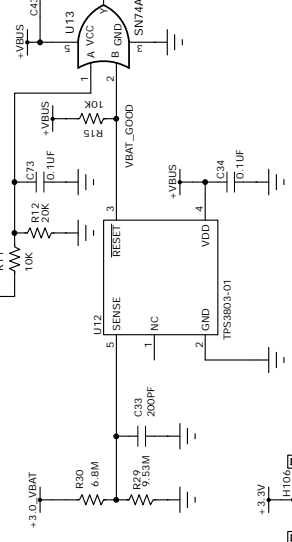 C43
+VBUS
U13
Y
5
VCC
A
B
GND
3
SN74A
1
2
+VBUS
R15
10K
VBAT_GOOD
C73
0.1UF
R12
20K
10K
3
RESET
+VBUS
C34
0.1UF
4
VDD
U12
5
SENSE
1
NC
2
GND
TPS3803-01
C33
200PF
+3.0_VBAT
R30
6.8M
R29
9.53M
+3.3V
H106